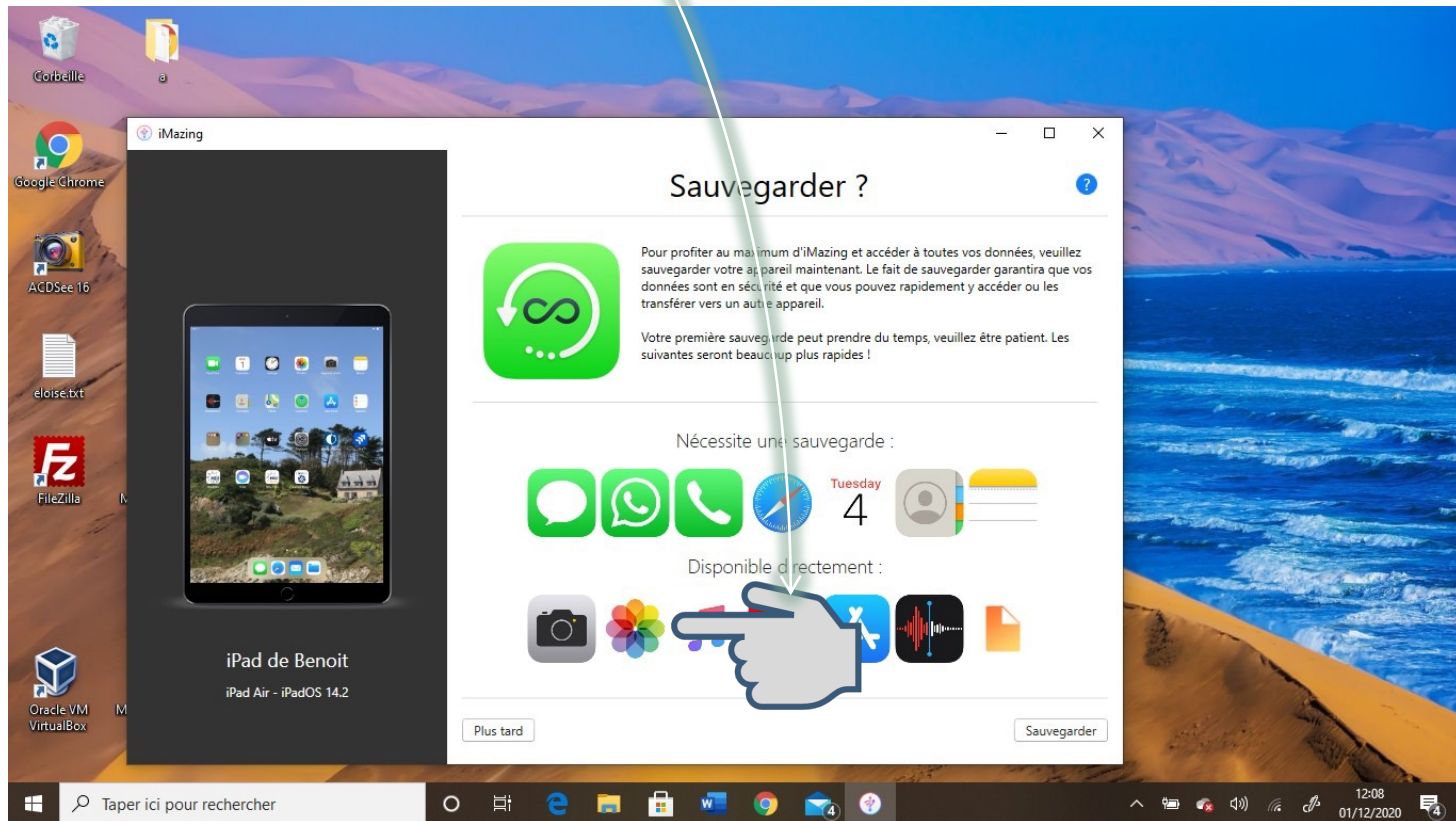 Corbeille
a
Google Chrome
ACDSee 16
eloise.txt
FileZilla
M
Oracle VM
VirtualBox
M
iMazing
iPad de Benoit
iPad Air - iPadOS 14.2
Sauvegarder ?
?
Pour profiter au maximum d'iMazing et accéder à toutes vos données, veuillez
sauvegarder votre appareil maintenant. Le fait de sauvegarder garantira que vos
données sont en sécurité et que vous pouvez rapidement y accéder ou les
transférer vers un autre appareil.
Votre première sauvegarde peut prendre du temps, veuillez être patient. Les
suivantes seront beaucoup plus rapides !
Nécessite une sauvegarde :
Tuesday
4
Disponible directement :
Plus tard
Sauvegarder
Taper ici pour rechercher
4
12:08
01/12/2020
4